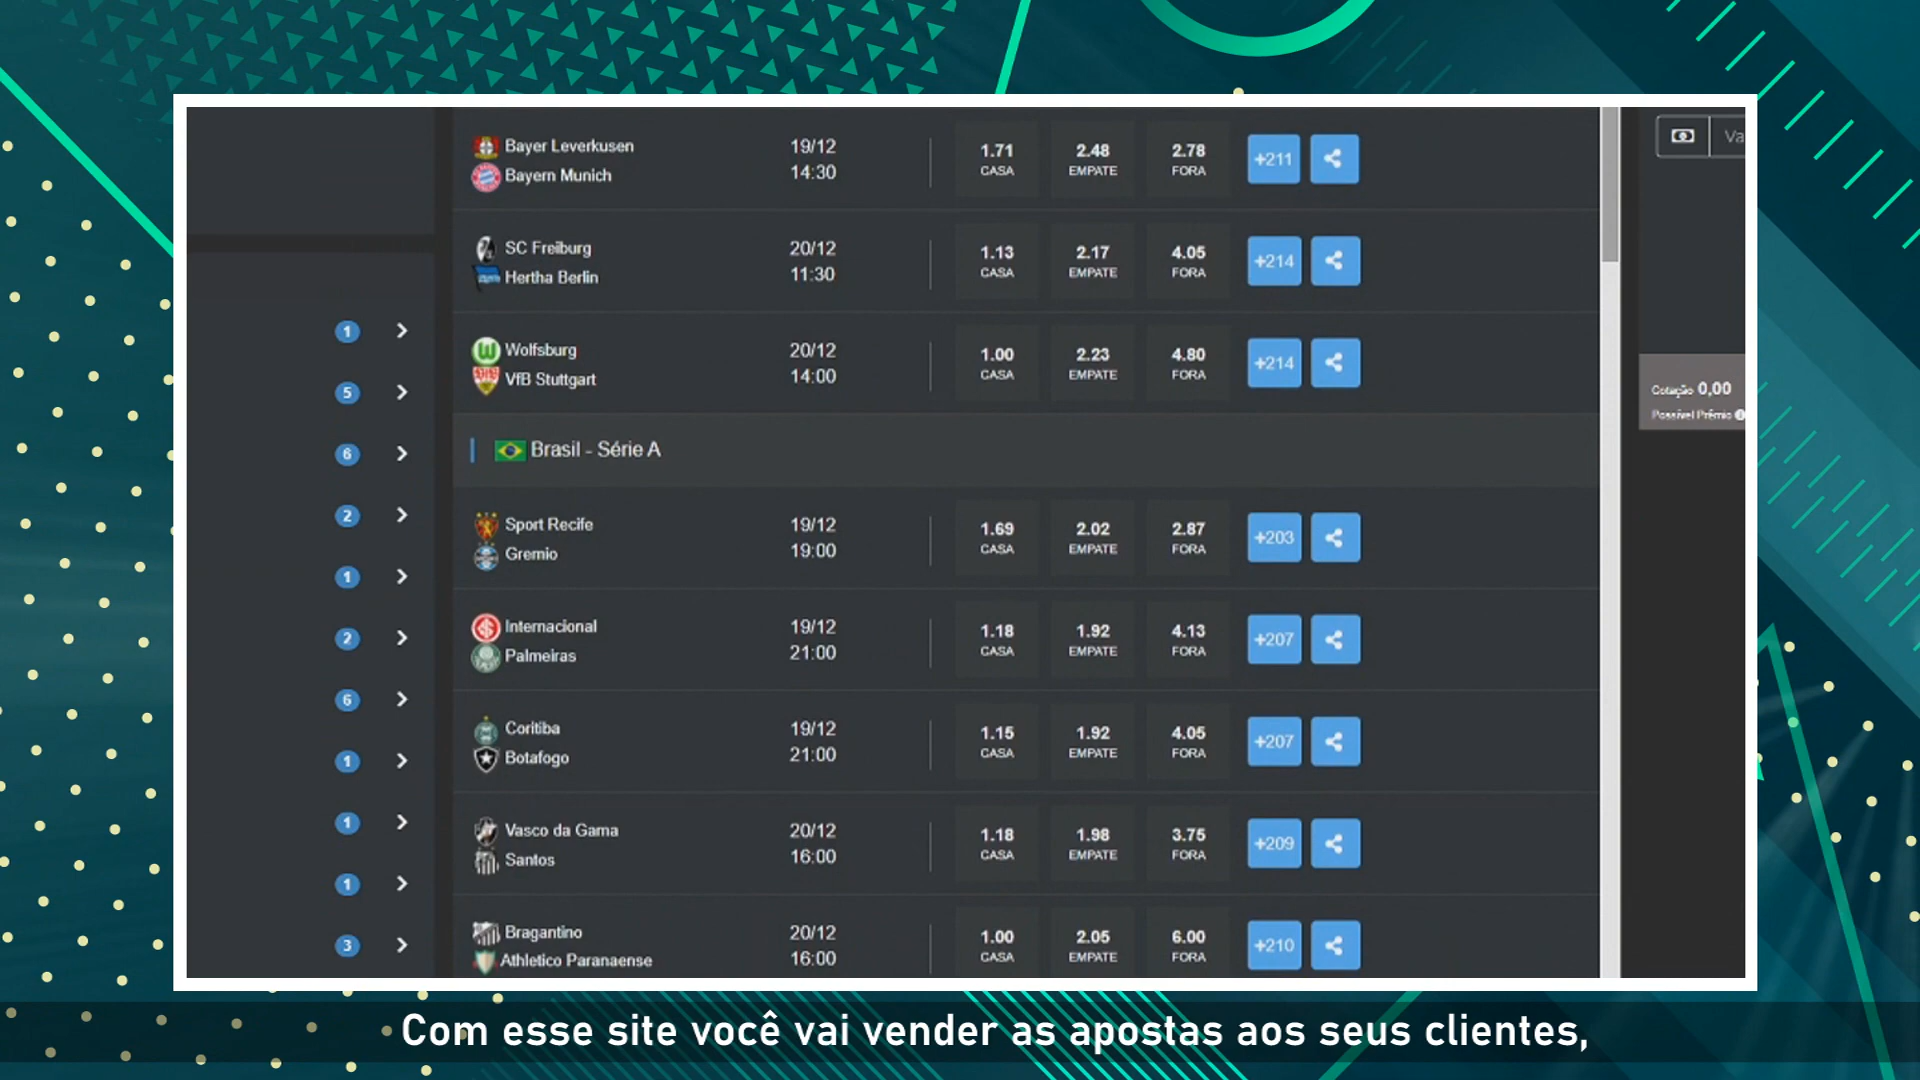 Bayer Leverkusen 19/12 1.71 2.48 2.78 +211
Bayern Munich 14:30 CASA EMPATE FORA
SC Freiburg 20/12 1.13 2.17 4.05 +214
Hertha Berlin 11:30 CASA EMPATE FORA
Wolfsburg 20/12 1.00 2.23 4.80 +214
VfB Stuttgart 14:00 CASA EMPATE FORA
Brasil - Série A
Sport Recife 19/12 1.69 2.02 2.87 +203
Gremio 19:00 CASA EMPATE FORA
Internacional 19/12 1.18 1.92 4.13 +207
Palmeiras 21:00 CASA EMPATE FORA
Coritiba 19/12 1.15 1.92 4.05 +207
Botafogo 21:00 CASA EMPATE FORA
Vasco da Gama 20/12 1.18 1.98 3.75 +209
Santos 16:00 CASA EMPATE FORA
Bragantino 20/12 1.00 2.05 6.00 +210
Athletico Paranaense 16:00 CASA EMPATE FORA
1
5
6
2
1
2
6
1
1
1
3
Va
Cotação 0,00
Possível Prêmio
Com esse site você vai vender as apostas aos seus clientes,